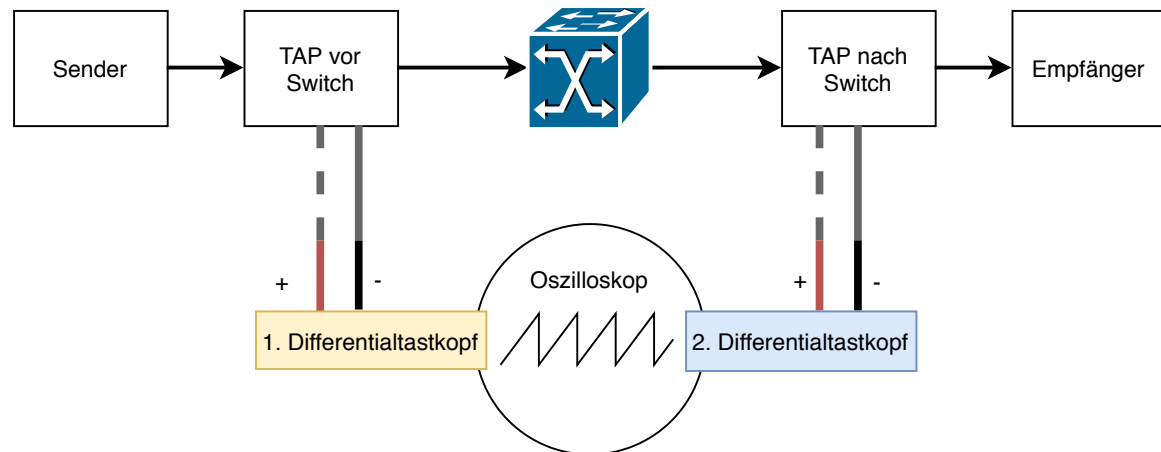 Sender
TAP vor
Switch
TAP nach
Switch
Empfänger
+
-
+
-
Oszilloskop
1. Differentialtastkopf
2. Differentialtastkopf